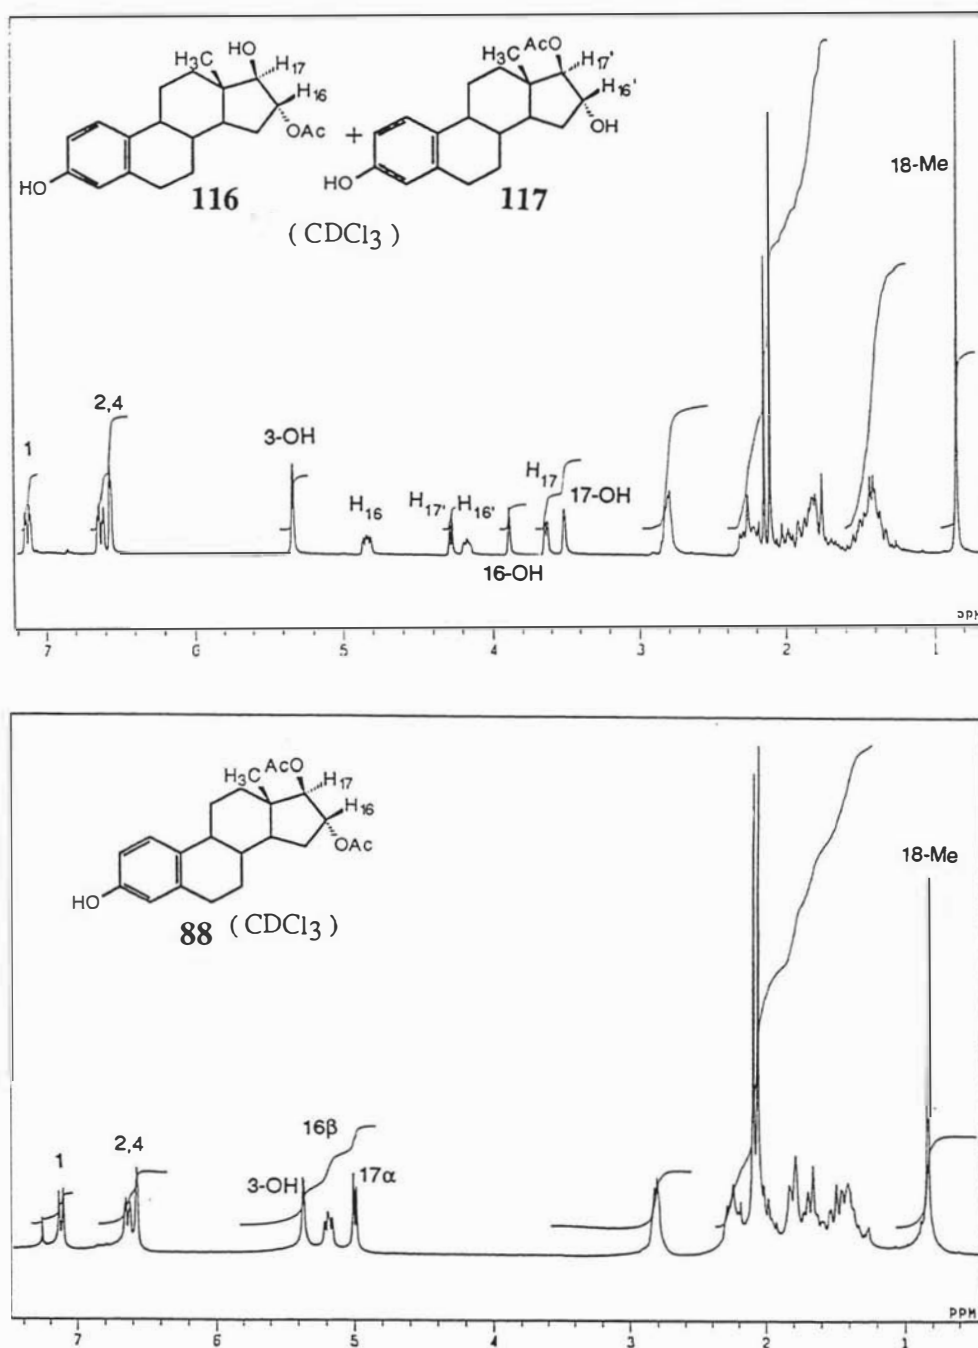 HO
AcO
H3C
H17
H3C
H17'
H16
H16'
OAc
+
OH
HO
116
HO
117
(CDCl3)
18-Me
2,4
1
3-OH
H16
H17'
H16'
H17
17-OH
16-OH
PPM
7 6 5 4 3 2 1
AcO
H3C
H17
H16
OAc
HO
88 (CDCl3)
18-Me
16β
1
2,4
3-OH
17α
PPM
7 6 5 4 3 2 1